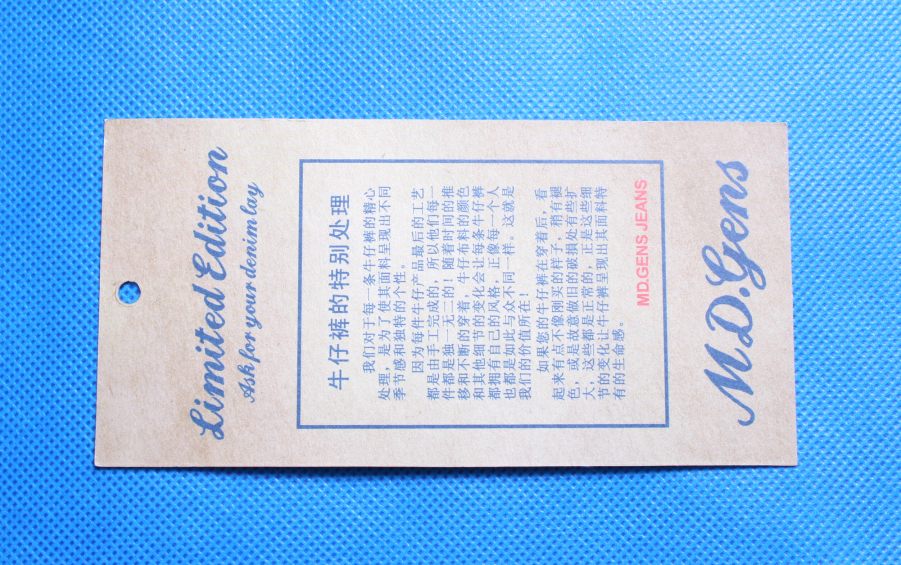 Limited Edition
Ask for your denim lay
牛仔裤的特别处理
我们对于每一条牛仔裤的精心
处理，是为了使其面料呈现出不同
季节感和独特的个性。
因为每件牛仔产品最后的工艺
都是由手工完成的，所以他们每一
件都是独一无二的！随着时间的推
移和不断的穿着，牛仔布料的颜色
和其他细节的变化会让每条牛仔裤
都拥有自己的风格，正像每一个人
也都是如此与众不同一样。这就是
我们的价值所在！
如果您的牛仔裤在穿着后，看
起来有点不像刚买的样子，稍有褪
色，或是故意做旧的破损处有些扩
大，这些都是正常的，正是这些细
节的变化让牛仔裤呈现出其面料特
有的生命感。
MD.GENS JEANS
MD.Gens